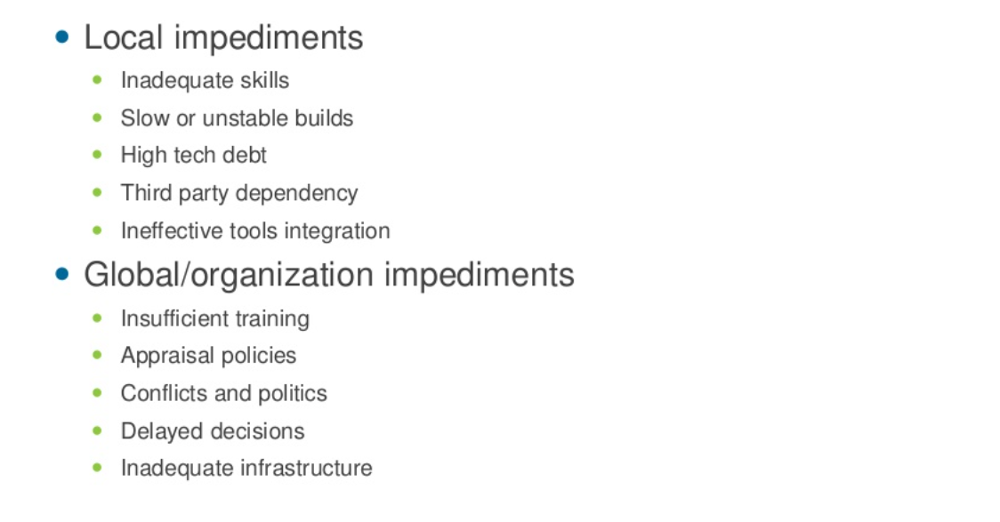 Local impediments
Inadequate skills
Slow or unstable builds
High tech debt
Third party dependency
Ineffective tools integration
Global/organization impediments
Insufficient training
Appraisal policies
Conflicts and politics
Delayed decisions
Inadequate infrastructure